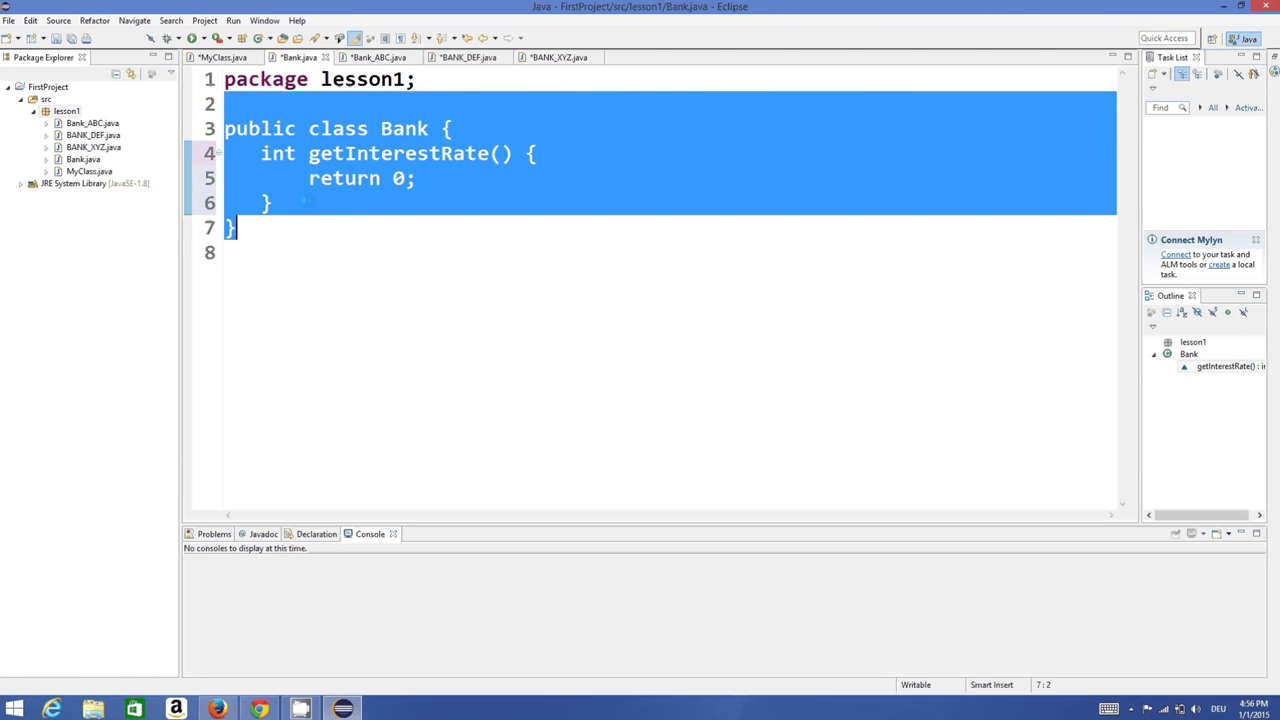 Java - FirstProject/src/lesson1/Bank.java - Eclipse
File Edit Source Refactor Navigate Search Project Run Window Help
Quick Access
Java
Package Explorer
*MyClass.java
*Bank.java
*Bank_ABC.java
*BANK_DEF.java
*BANK_XYZ.java
Task List
FirstProject
src
lesson1
Bank_ABC.java
BANK_DEF.java
BANK_XYZ.java
Bank.java
MyClass.java
JRE System Library [JavaSE-1.8]
1 package lesson1;
2
3 public class Bank {
4 int getInterestRate() {
5 return 0;
6 }
7 }
8
Find All Activa...
Connect Mylyn
Connect to your task and
ALM tools or create a local
task.
Outline
lesson1
Bank
getInterestRate() : in
Problems Javadoc Declaration Console
No consoles to display at this time.
Writable Smart Insert 7 : 2
DEU
4:56 PM
1/1/2015